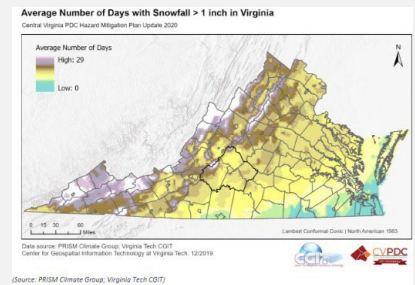 Average Number of Days with Snowfall > 1 inch in Virginia
Central Virginia PDC Hazard Mitigation Plan Update 2020
Average Number of Days
High: 29
Low: 0
N
0 15 30 60
Miles
Lambert Conformal Conic | North American 1983
Data source: PRISM Climate Group; Virginia Tech CGIT
Center for Geospatial Information Technology at Virginia Tech. 12/2019
CGIT
CVPDC
(Source: PRISM Climate Group; Virginia Tech CGIT)